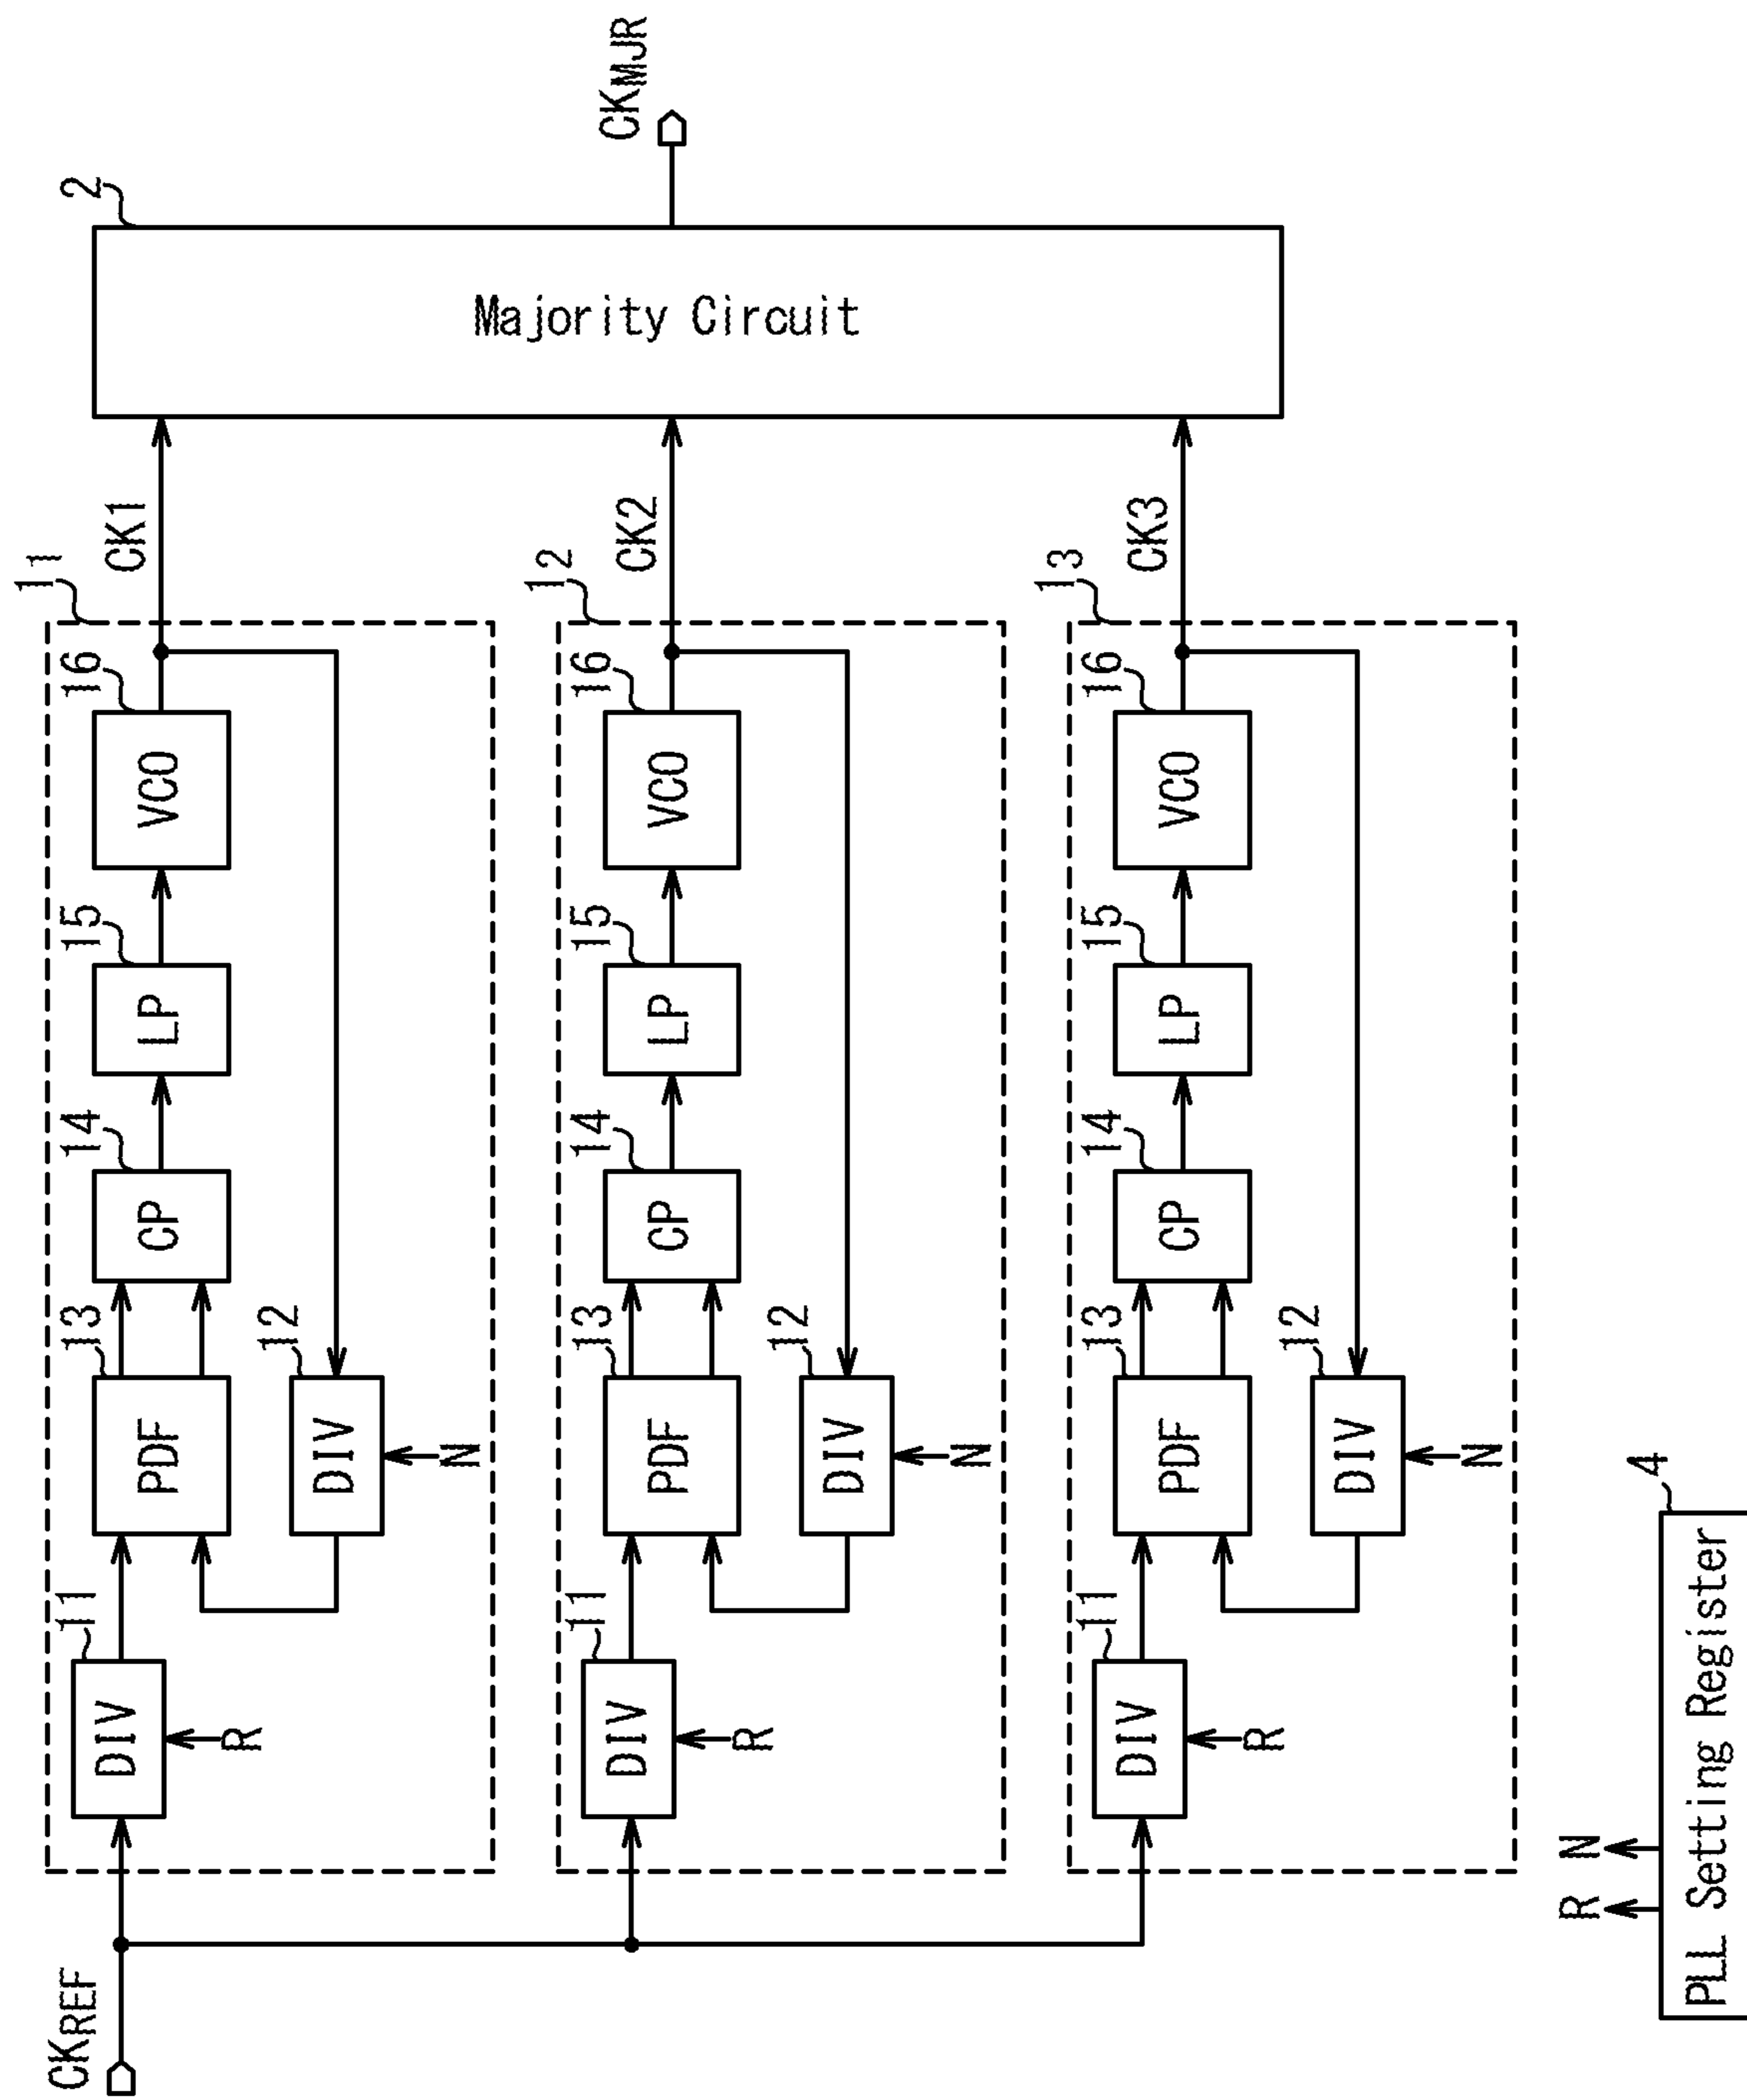 CKREF
11
DIV
R
11
PDF
13
CP
14
LP
15
VCO
16
DIV
12
N
CK1
12
DIV
11
R
PDF
13
CP
14
LP
15
VCO
16
DIV
12
N
CK2
13
DIV
11
R
PDF
13
CP
14
LP
15
VCO
16
DIV
12
N
CK3
2
Majority Circuit
CKMJR
R
N
4
PLL Setting Register